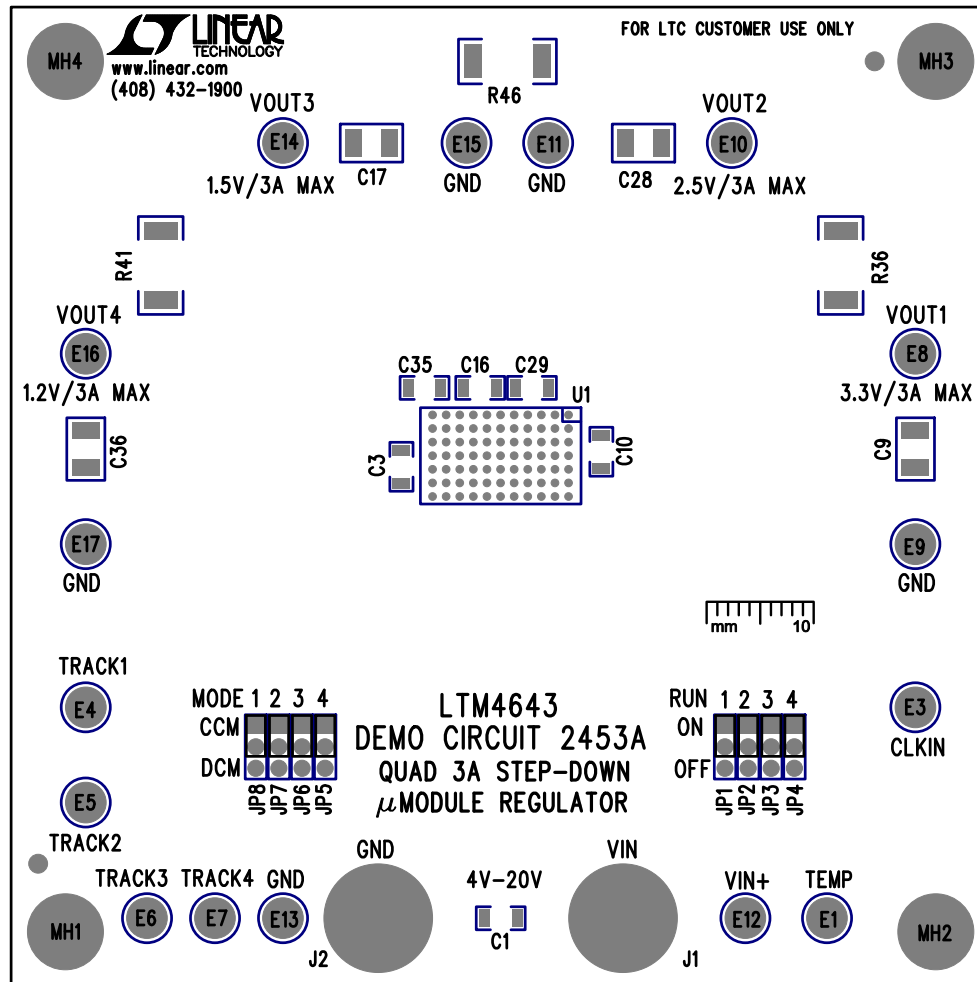 LINEAR
TECHNOLOGY
www.linear.com
(408) 432-1900
FOR LTC CUSTOMER USE ONLY
MH4
MH3
R46
VOUT3
VOUT2
E14
E15
E11
E10
C17
GND
GND
C28
1.5V/3A MAX
2.5V/3A MAX
R41
R36
VOUT4
VOUT1
E16
E8
1.2V/3A MAX
3.3V/3A MAX
C35
C16
C29
U1
C36
C3
C10
C9
E17
E9
GND
GND
mm 10
TRACK1
E4
MODE 1 2 3 4
CCM
DCM
JP8
JP7
JP6
JP5
LTM4643
DEMO CIRCUIT 2453A
QUAD 3A STEP-DOWN
μMODULE REGULATOR
RUN 1 2 3 4
ON
OFF
JP1
JP2
JP3
JP4
E3
CLKIN
E5
TRACK2
GND
VIN
TRACK3
TRACK4
GND
4V-20V
VIN+
TEMP
E6
E7
E13
C1
E12
E1
MH1
MH2
J2
J1